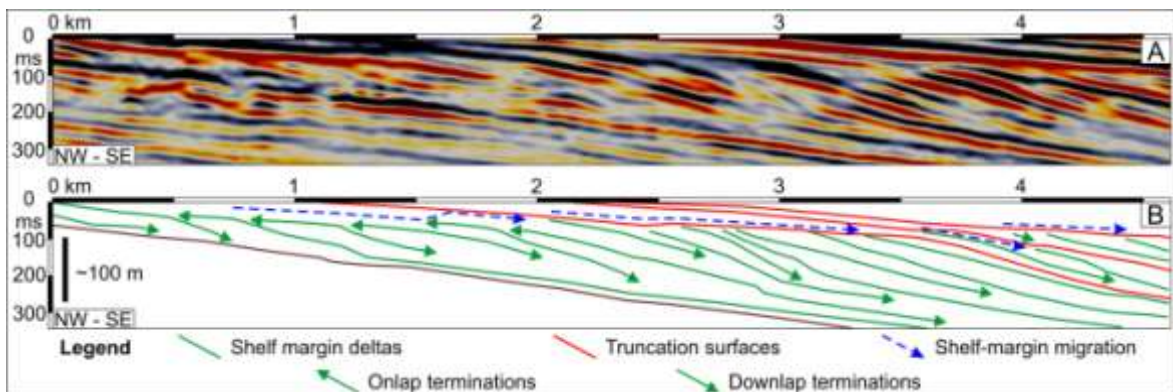 0 km 1 2 3 4
0
ms
100
200
300
A
NW - SE
0 km 1 2 3 4
0
ms
100
200
300
B
~100 m
NW - SE
Legend Shelf margin deltas Truncation surfaces Shelf-margin migration
Onlap terminations Downlap terminations